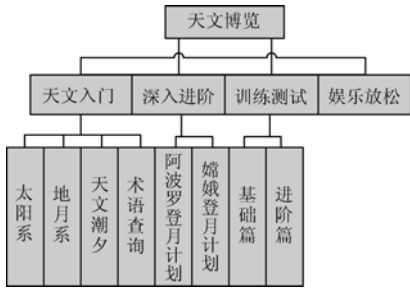 天文博览
天文入门
深入进阶
训练测试
娱乐放松
太阳系
地月系
天文潮夕
术语查询
阿波罗登月计划
嫦娥登月计划
基础篇
进阶篇